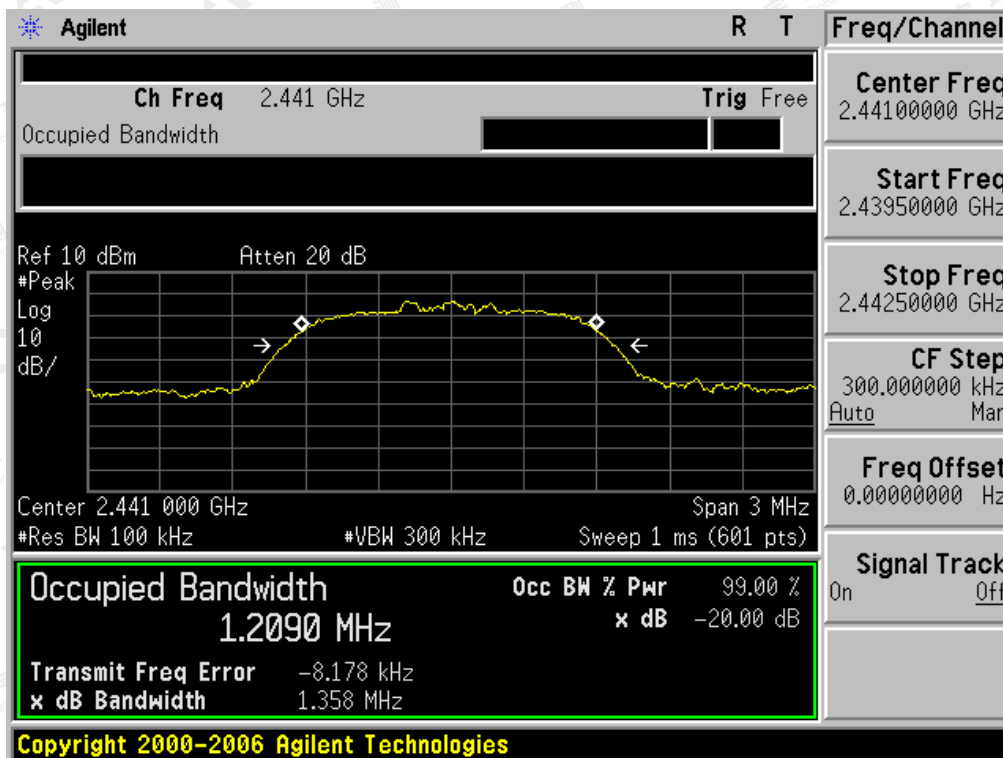 Agilent R T
Freq/Channel
Ch Freq 2.441 GHz Trig Free
Occupied Bandwidth
Center Freq
2.44100000 GHz
Start Freq
2.43950000 GHz
Stop Freq
2.44250000 GHz
CF Step
300.000000 kHz
Auto Man
Freq Offset
0.00000000 Hz
Signal Track
On Off
Ref 10 dBm Atten 20 dB
#Peak
Log
10
dB/
Center 2.441 000 GHz Span 3 MHz
#Res BW 100 kHz #VBW 300 kHz Sweep 1 ms (601 pts)
Occupied Bandwidth
1.2090 MHz
Occ BW % Pwr 99.00 %
x dB -20.00 dB
Transmit Freq Error -8.178 kHz
x dB Bandwidth 1.358 MHz
Copyright 2000-2006 Agilent Technologies